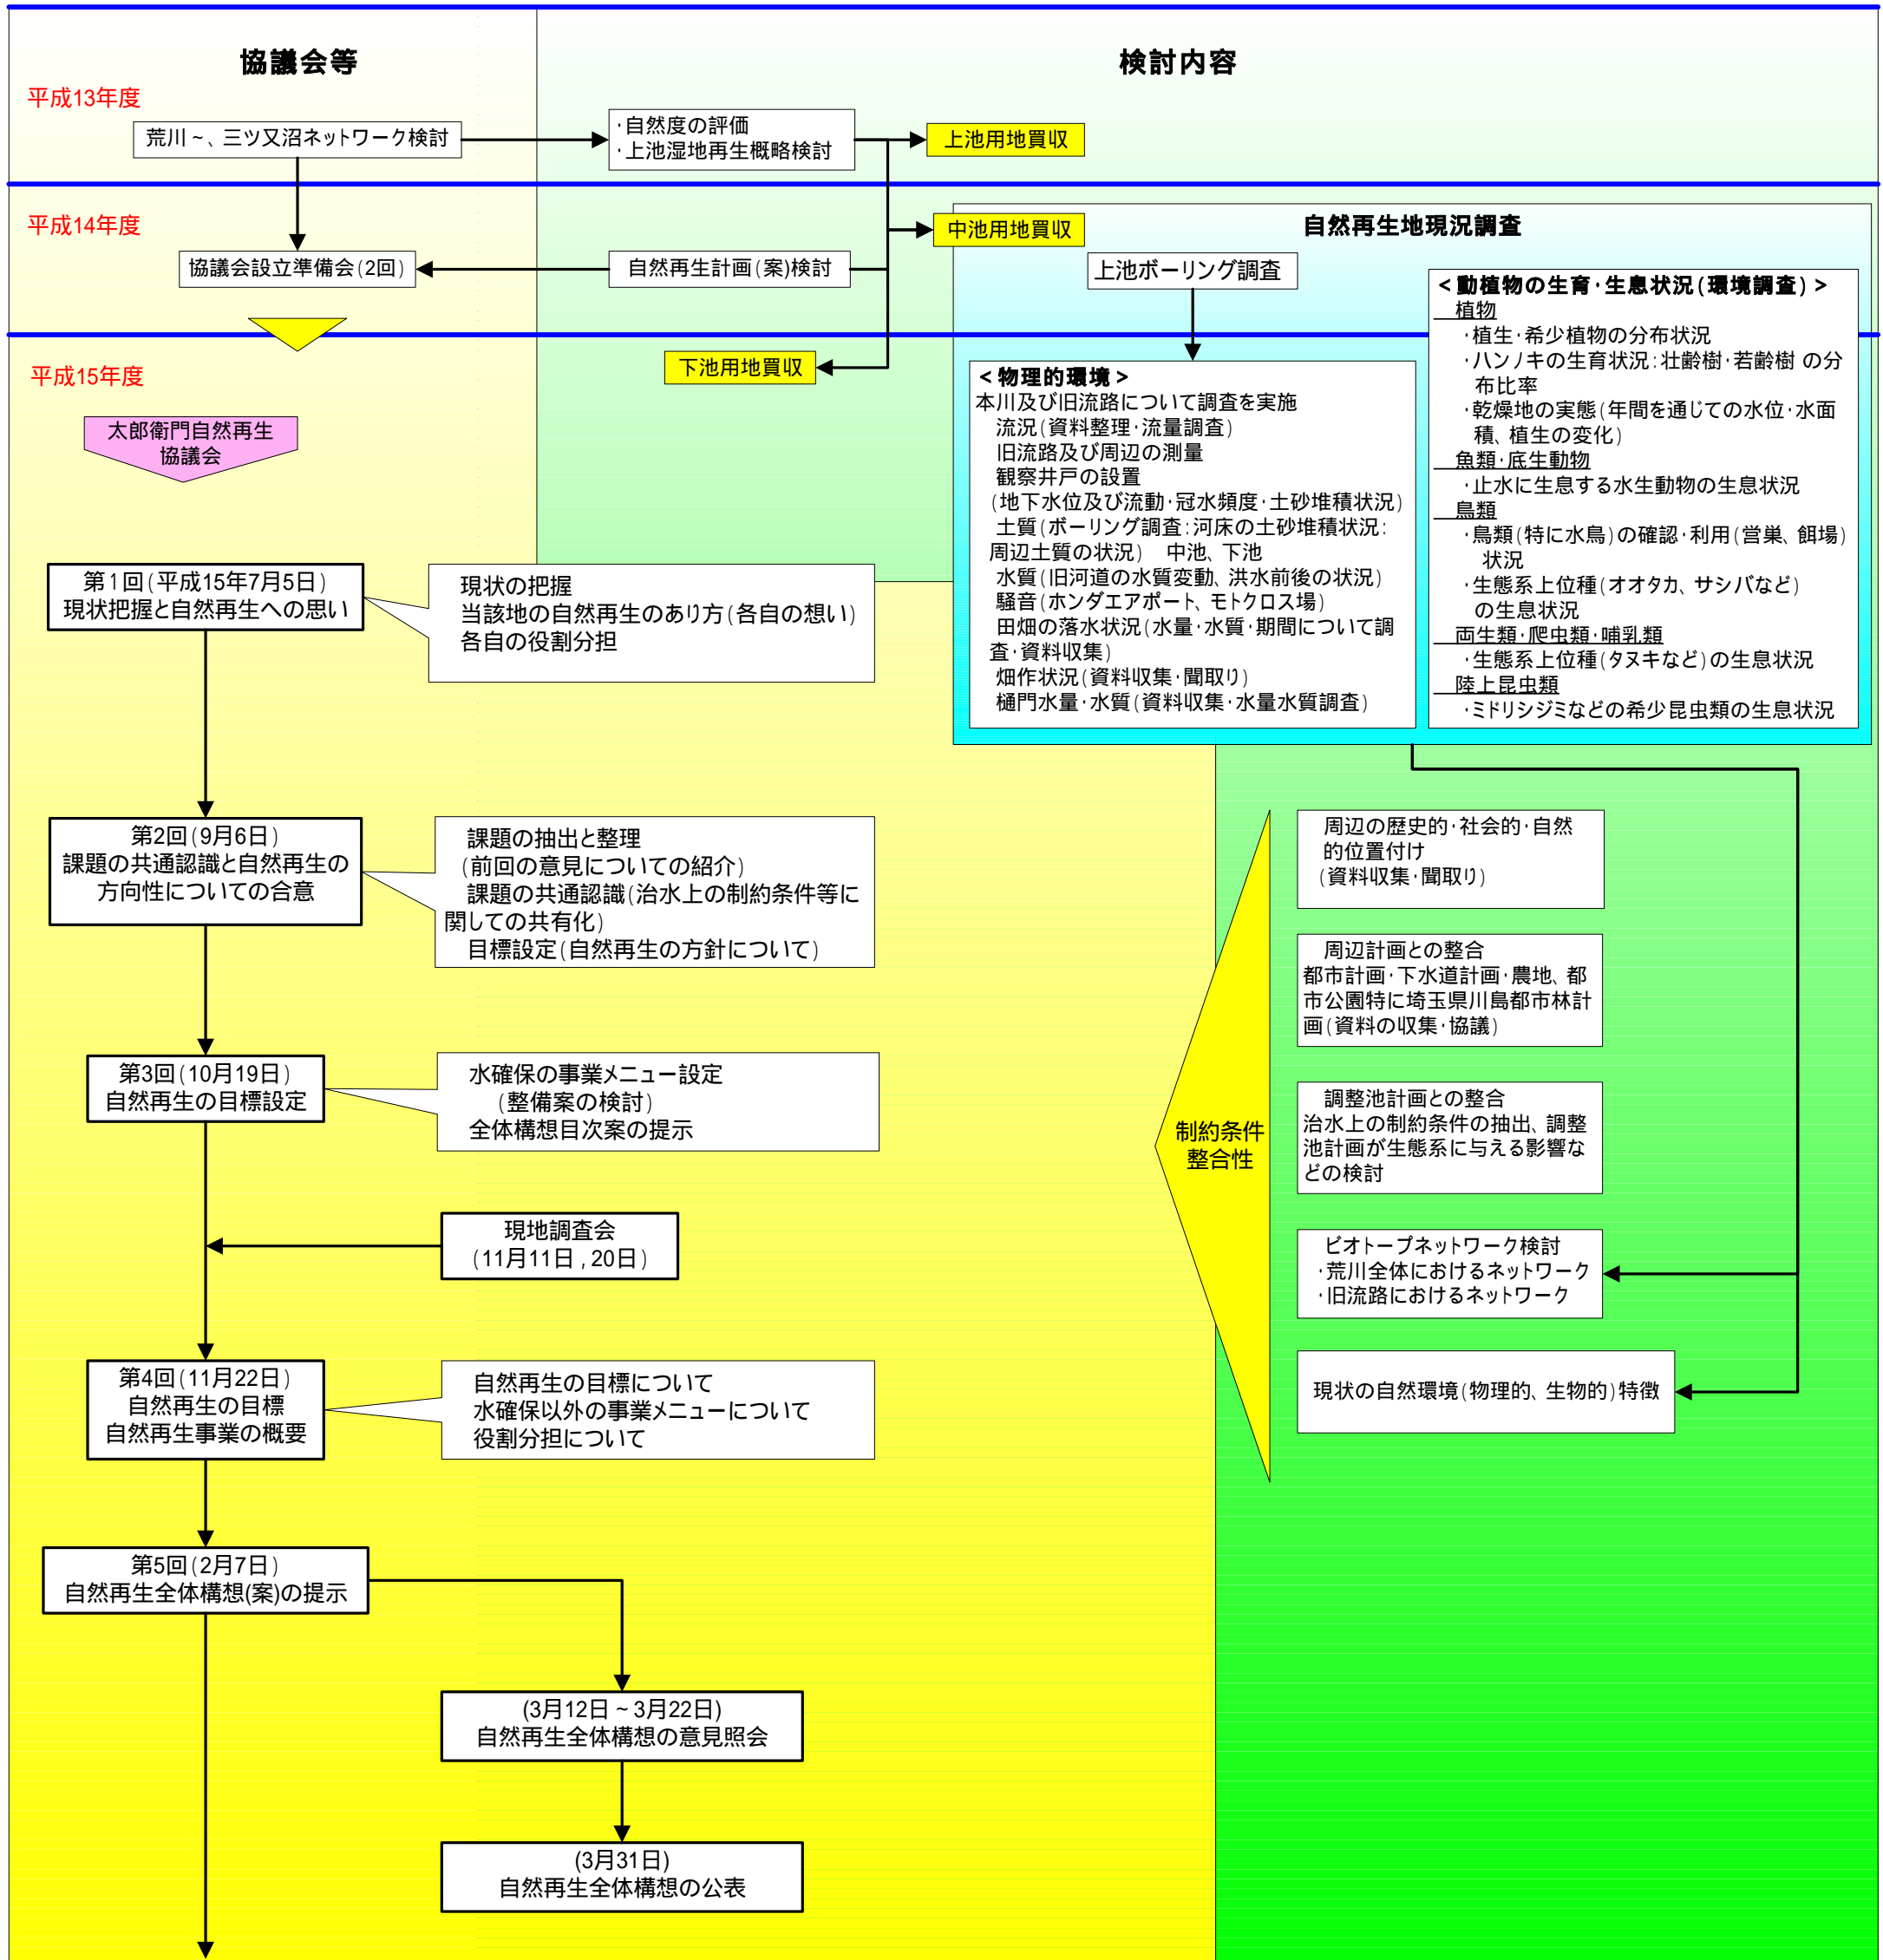 協議会等
検討内容
平成13年度
荒川~、三ツ又沼ネットワーク検討
・自然度の評価
・上池湿地再生概略検討
上池用地買収
平成14年度
協議会設立準備会(2回)
自然再生計画(案)検討
中池用地買収
自然再生地現況調査
上池ボーリング調査
平成15年度
下池用地買収
太郎衛門自然再生
協議会
<物理的環境>
本川及び旧流路について調査を実施
流況(資料整理・流量調査)
旧流路及び周辺の測量
観察井戸の設置
(地下水位及び流動・冠水頻度・土砂堆積状況)
土質(ボーリング調査:河床の土砂堆積状況:
周辺土質の状況) 中池、下池
水質(旧河道の水質変動、洪水前後の状況)
騒音(ホンダエアポート、モトクロス場)
田畑の落水状況(水量・水質・期間について調
査・資料収集)
畑作状況(資料収集・聞取り)
樋門水量・水質(資料収集・水量水質調査)
<動植物の生育・生息状況(環境調査)>
植物
・植生・希少植物の分布状況
・ハンノキの生育状況:壮齢樹・若齢樹 の分
布比率
・乾燥地の実態(年間を通じての水位・水面
積、植生の変化)
魚類・底生動物
・止水に生息する水生動物の生息状況
鳥類
・鳥類(特に水鳥)の確認・利用(営巣、餌場)
状況
・生態系上位種(オオタカ、サシバなど)
の生息状況
両生類・爬虫類・哺乳類
・生態系上位種(タヌキなど)の生息状況
陸上昆虫類
・ミドリシジミなどの希少昆虫類の生息状況
第1回(平成15年7月5日)
現状把握と自然再生への思い
現状の把握
当該地の自然再生のあり方(各自の想い)
各自の役割分担
第2回(9月6日)
課題の共通認識と自然再生の
方向性についての合意
課題の抽出と整理
(前回の意見についての紹介)
課題の共通認識(治水上の制約条件等に
関しての共有化)
目標設定(自然再生の方針について)
第3回(10月19日)
自然再生の目標設定
水確保の事業メニュー設定
(整備案の検討)
全体構想目次案の提示
現地調査会
(11月11日,20日)
第4回(11月22日)
自然再生の目標
自然再生事業の概要
自然再生の目標について
水確保以外の事業メニューについて
役割分担について
第5回(2月7日)
自然再生全体構想(案)の提示
(3月12日~3月22日)
自然再生全体構想の意見照会
(3月31日)
自然再生全体構想の公表
制約条件
整合性
周辺の歴史的・社会的・自然
的位置付け
(資料収集・聞取り)
周辺計画との整合
都市計画・下水道計画・農地、都
市公園特に埼玉県川島都市林計
画(資料の収集・協議)
調整池計画との整合
治水上の制約条件の抽出、調整
池計画が生態系に与える影響な
どの検討
ビオトープネットワーク検討
・荒川全体におけるネットワーク
・旧流路におけるネットワーク
現状の自然環境(物理的、生物的)特徴